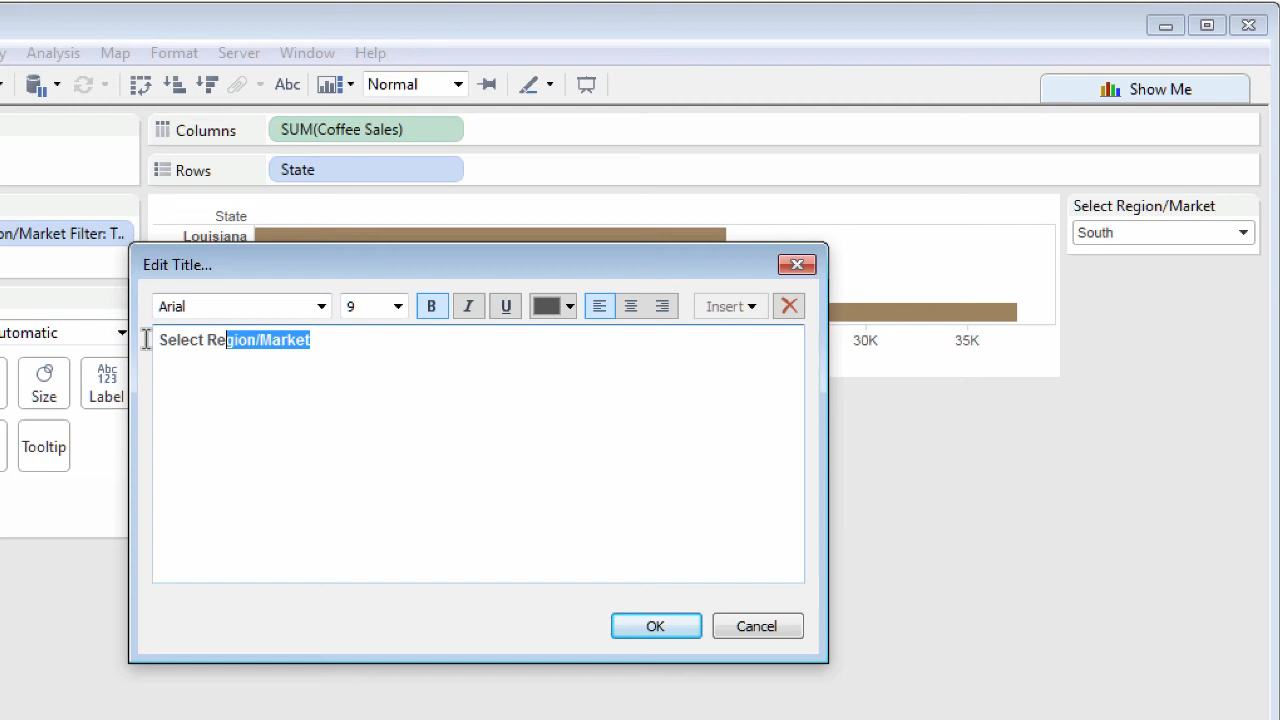 y Analysis Map Format Server Window Help
Abc Normal Show Me
Columns SUM(Coffee Sales)
Rows State
State
Louisiana
Select Region/Market
South
on/Market Filter: T..
Edit Title...
Arial 9 B I U Insert
Select Region/Market
30K 35K
utomatic
Size
Abc
123
Label
Tooltip
OK Cancel